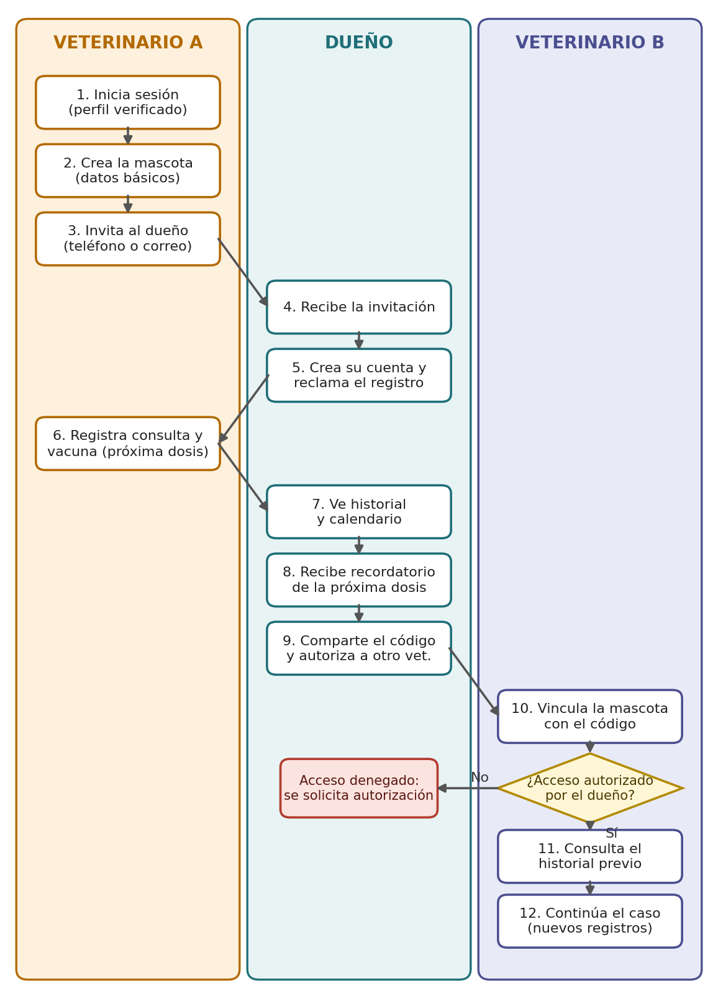 VETERINARIO A
DUEÑO
VETERINARIO B
1. Inicia sesión
(perfil verificado)
2. Crea la mascota
(datos básicos)
3. Invita al dueño
(teléfono o correo)
4. Recibe la invitación
5. Crea su cuenta y
reclama el registro
6. Registra consulta y
vacuna (próxima dosis)
7. Ve historial
y calendario
8. Recibe recordatorio
de la próxima dosis
9. Comparte el código
y autoriza a otro vet.
10. Vincula la mascota
con el código
¿Acceso autorizado
por el dueño?
No
Acceso denegado:
se solicita autorización
Sí
11. Consulta el
historial previo
12. Continúa el caso
(nuevos registros)